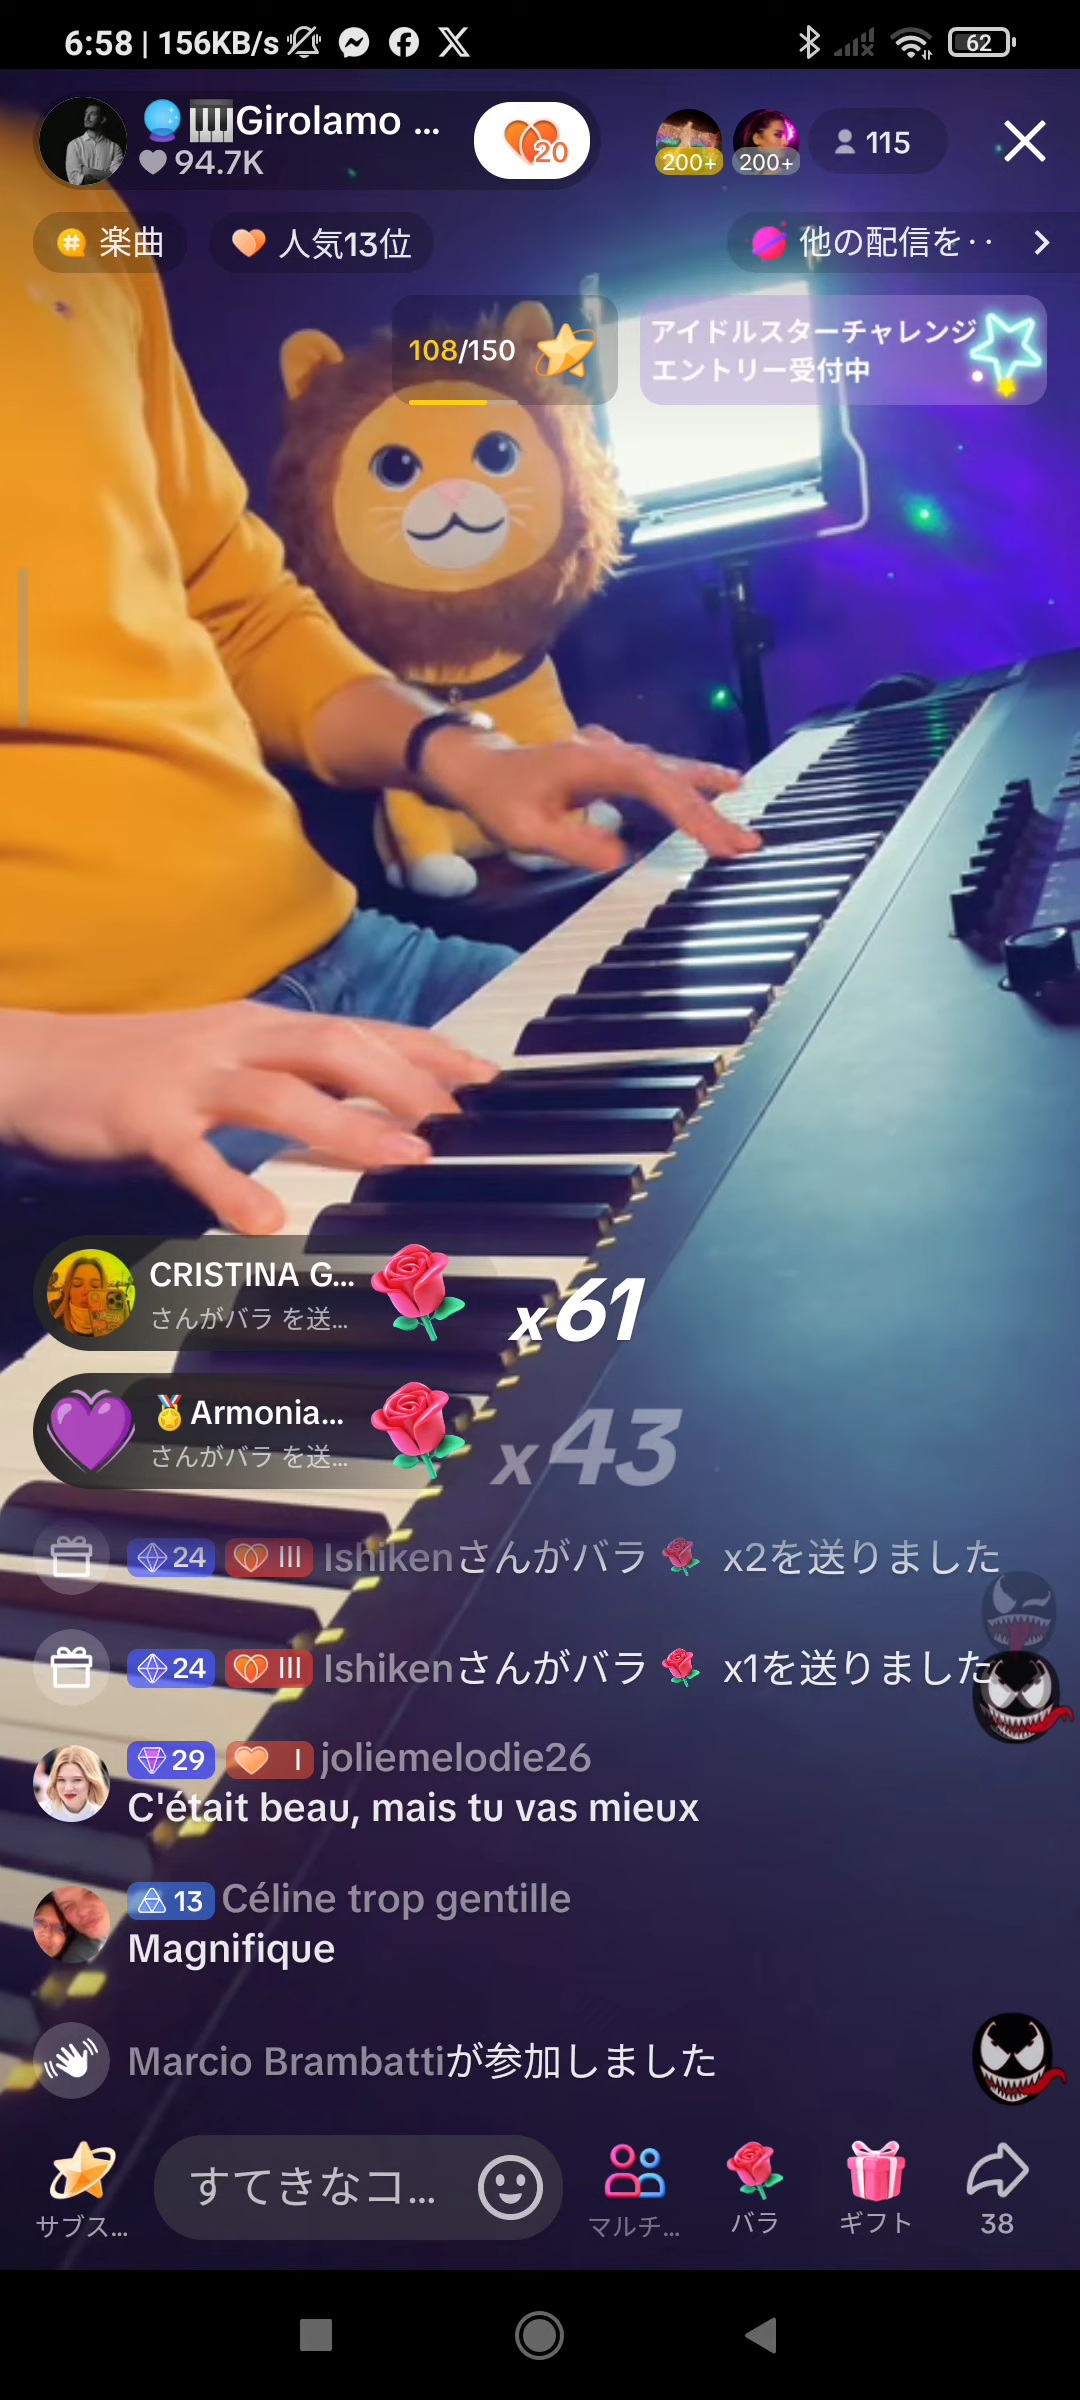 6:58 | 156KB/s
62
Girolamo ...
94.7K
20
200+
200+
115
楽曲
人気13位
他の配信を‥
108/150
アイドルスターチャレンジ
エントリー受付中
CRISTINA G...
さんがバラ を送...
x61
Armonia...
さんがバラ を送...
x43
24 III Ishikenさんがバラ x2を送りました
24 III Ishikenさんがバラ x1を送りました
29 I joliemelodie26
C'était beau, mais tu vas mieux
13 Céline trop gentille
Magnifique
Marcio Brambattiが参加しました
すてきなコ...
サブス...
マルチ...
バラ
ギフト
38